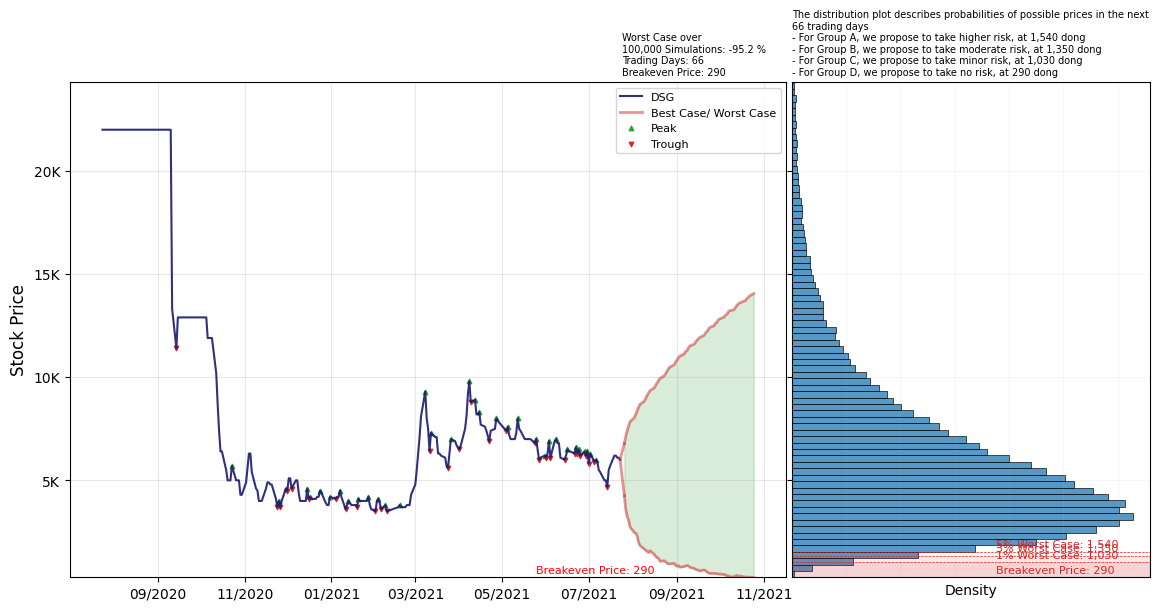 The distribution plot describes probabilities of possible prices in the next
66 trading days
- For Group A, we propose to take higher risk, at 1,540 dong
- For Group B, we propose to take moderate risk, at 1,350 dong
- For Group C, we propose to take minor risk, at 1,030 dong
- For Group D, we propose to take no risk, at 290 dong
Worst Case over
100,000 Simulations: -95.2 %
Trading Days: 66
Breakeven Price: 290
DSG
Best Case/ Worst Case
Peak
Trough
Stock Price
20K
15K
10K
5K
5% Worst Case: 1,540
3% Worst Case: 1,350
1% Worst Case: 1,030
Breakeven Price: 290
Breakeven Price: 290
09/2020
11/2020
01/2021
03/2021
05/2021
07/2021
09/2021
11/2021
Density